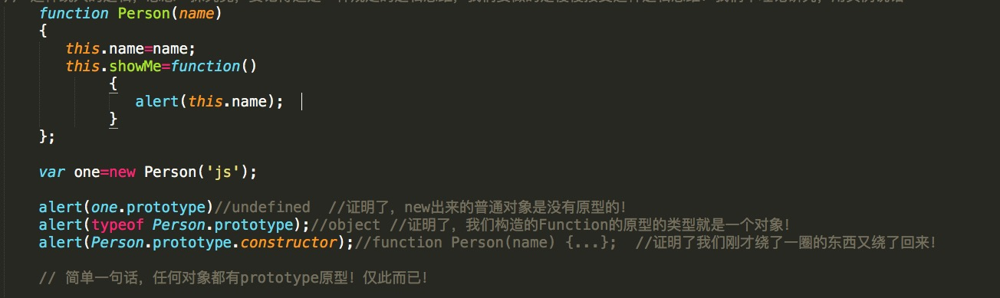 function Person(name)
{
this.name=name;
this.showMe=function()
{
alert(this.name);
}
};
var one=new Person('js');
alert(one.prototype)//undefined //证明了，new出来的普通对象是没有原型的！
alert(typeof Person.prototype);//object //证明了，我们构造的Function的原型的类型就是一个对象！
alert(Person.prototype.constructor);//function Person(name) {...}; //证明了我们刚才绕了一圈的东西又绕了回来！
// 简单一句话，任何对象都有prototype原型！仅此而已！